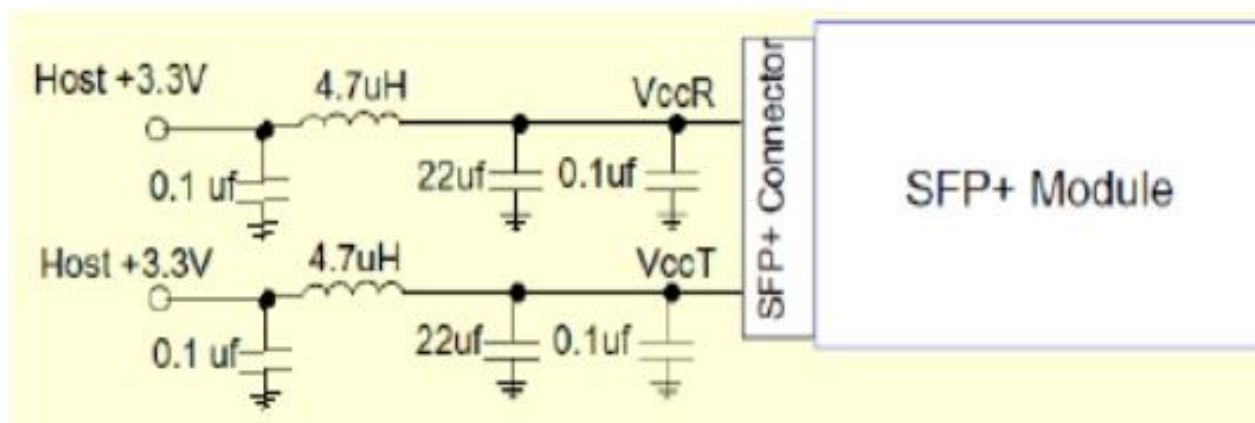 Host +3.3V
4.7uH
VccR
0.1 uf
22uf
0.1uf
Host +3.3V
4.7uH
VccT
0.1 uf
22uf
0.1uf
SFP+ Connector
SFP+ Module